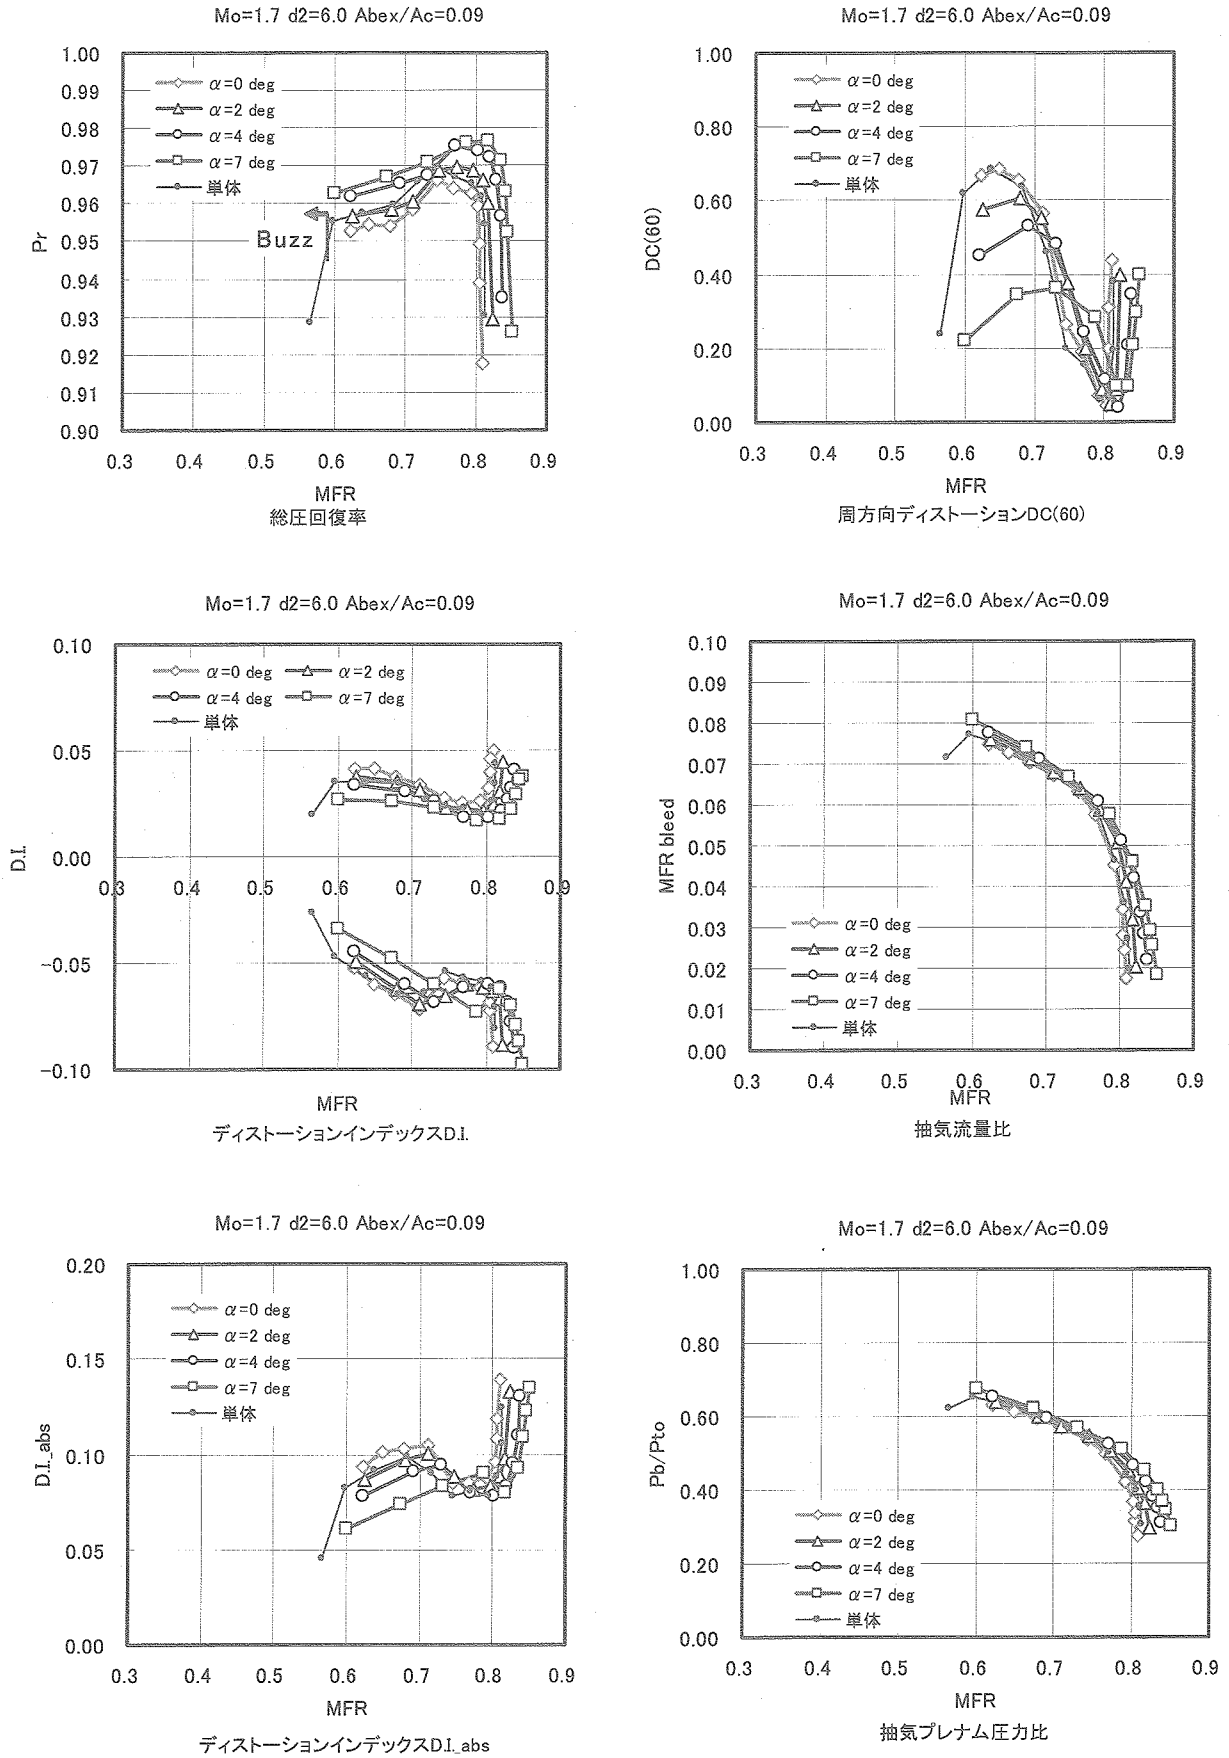 Mo=1.7 d2=6.0 Abex/Ac=0.09
1.00
0.99
0.98
0.97
0.96
0.95
0.94
0.93
0.92
0.91
0.90
Pr
α=0 deg
α=2 deg
α=4 deg
α=7 deg
単体
Buzz
0.3 0.4 0.5 0.6 0.7 0.8 0.9
MFR
総圧回復率
Mo=1.7 d2=6.0 Abex/Ac=0.09
1.00
0.80
0.60
0.40
0.20
0.00
DC(60)
α=0 deg
α=2 deg
α=4 deg
α=7 deg
単体
0.3 0.4 0.5 0.6 0.7 0.8 0.9
MFR
周方向ディストーションDC(60)
Mo=1.7 d2=6.0 Abex/Ac=0.09
0.10
0.05
0.00
-0.05
-0.10
D.I.
α=0 deg α=2 deg
α=4 deg α=7 deg
単体
0.3 0.4 0.5 0.6 0.7 0.8 0.9
MFR
ディストーションインデックスD.I.
Mo=1.7 d2=6.0 Abex/Ac=0.09
0.10
0.09
0.08
0.07
0.06
0.05
0.04
0.03
0.02
0.01
0.00
MFR bleed
α=0 deg
α=2 deg
α=4 deg
α=7 deg
単体
0.3 0.4 0.5 0.6 0.7 0.8 0.9
MFR
抽気流量比
Mo=1.7 d2=6.0 Abex/Ac=0.09
0.20
0.15
0.10
0.05
0.00
D.I._abs
α=0 deg
α=2 deg
α=4 deg
α=7 deg
単体
0.3 0.4 0.5 0.6 0.7 0.8 0.9
MFR
ディストーションインデックスD.I._abs
Mo=1.7 d2=6.0 Abex/Ac=0.09
1.00
0.80
0.60
0.40
0.20
0.00
Pb/Pto
α=0 deg
α=2 deg
α=4 deg
α=7 deg
単体
0.3 0.4 0.5 0.6 0.7 0.8 0.9
MFR
抽気プレナム圧力比